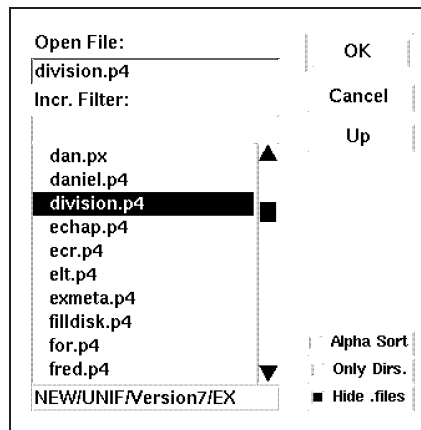 Open File:
division.p4
Incr. Filter:
dan.px
daniel.p4
division.p4
echap.p4
ecr.p4
elt.p4
exmeta.p4
filldisk.p4
for.p4
fred.p4
NEW/UNIF/Version7/EX
OK
Cancel
Up
Alpha Sort
Only Dirs.
Hide .files